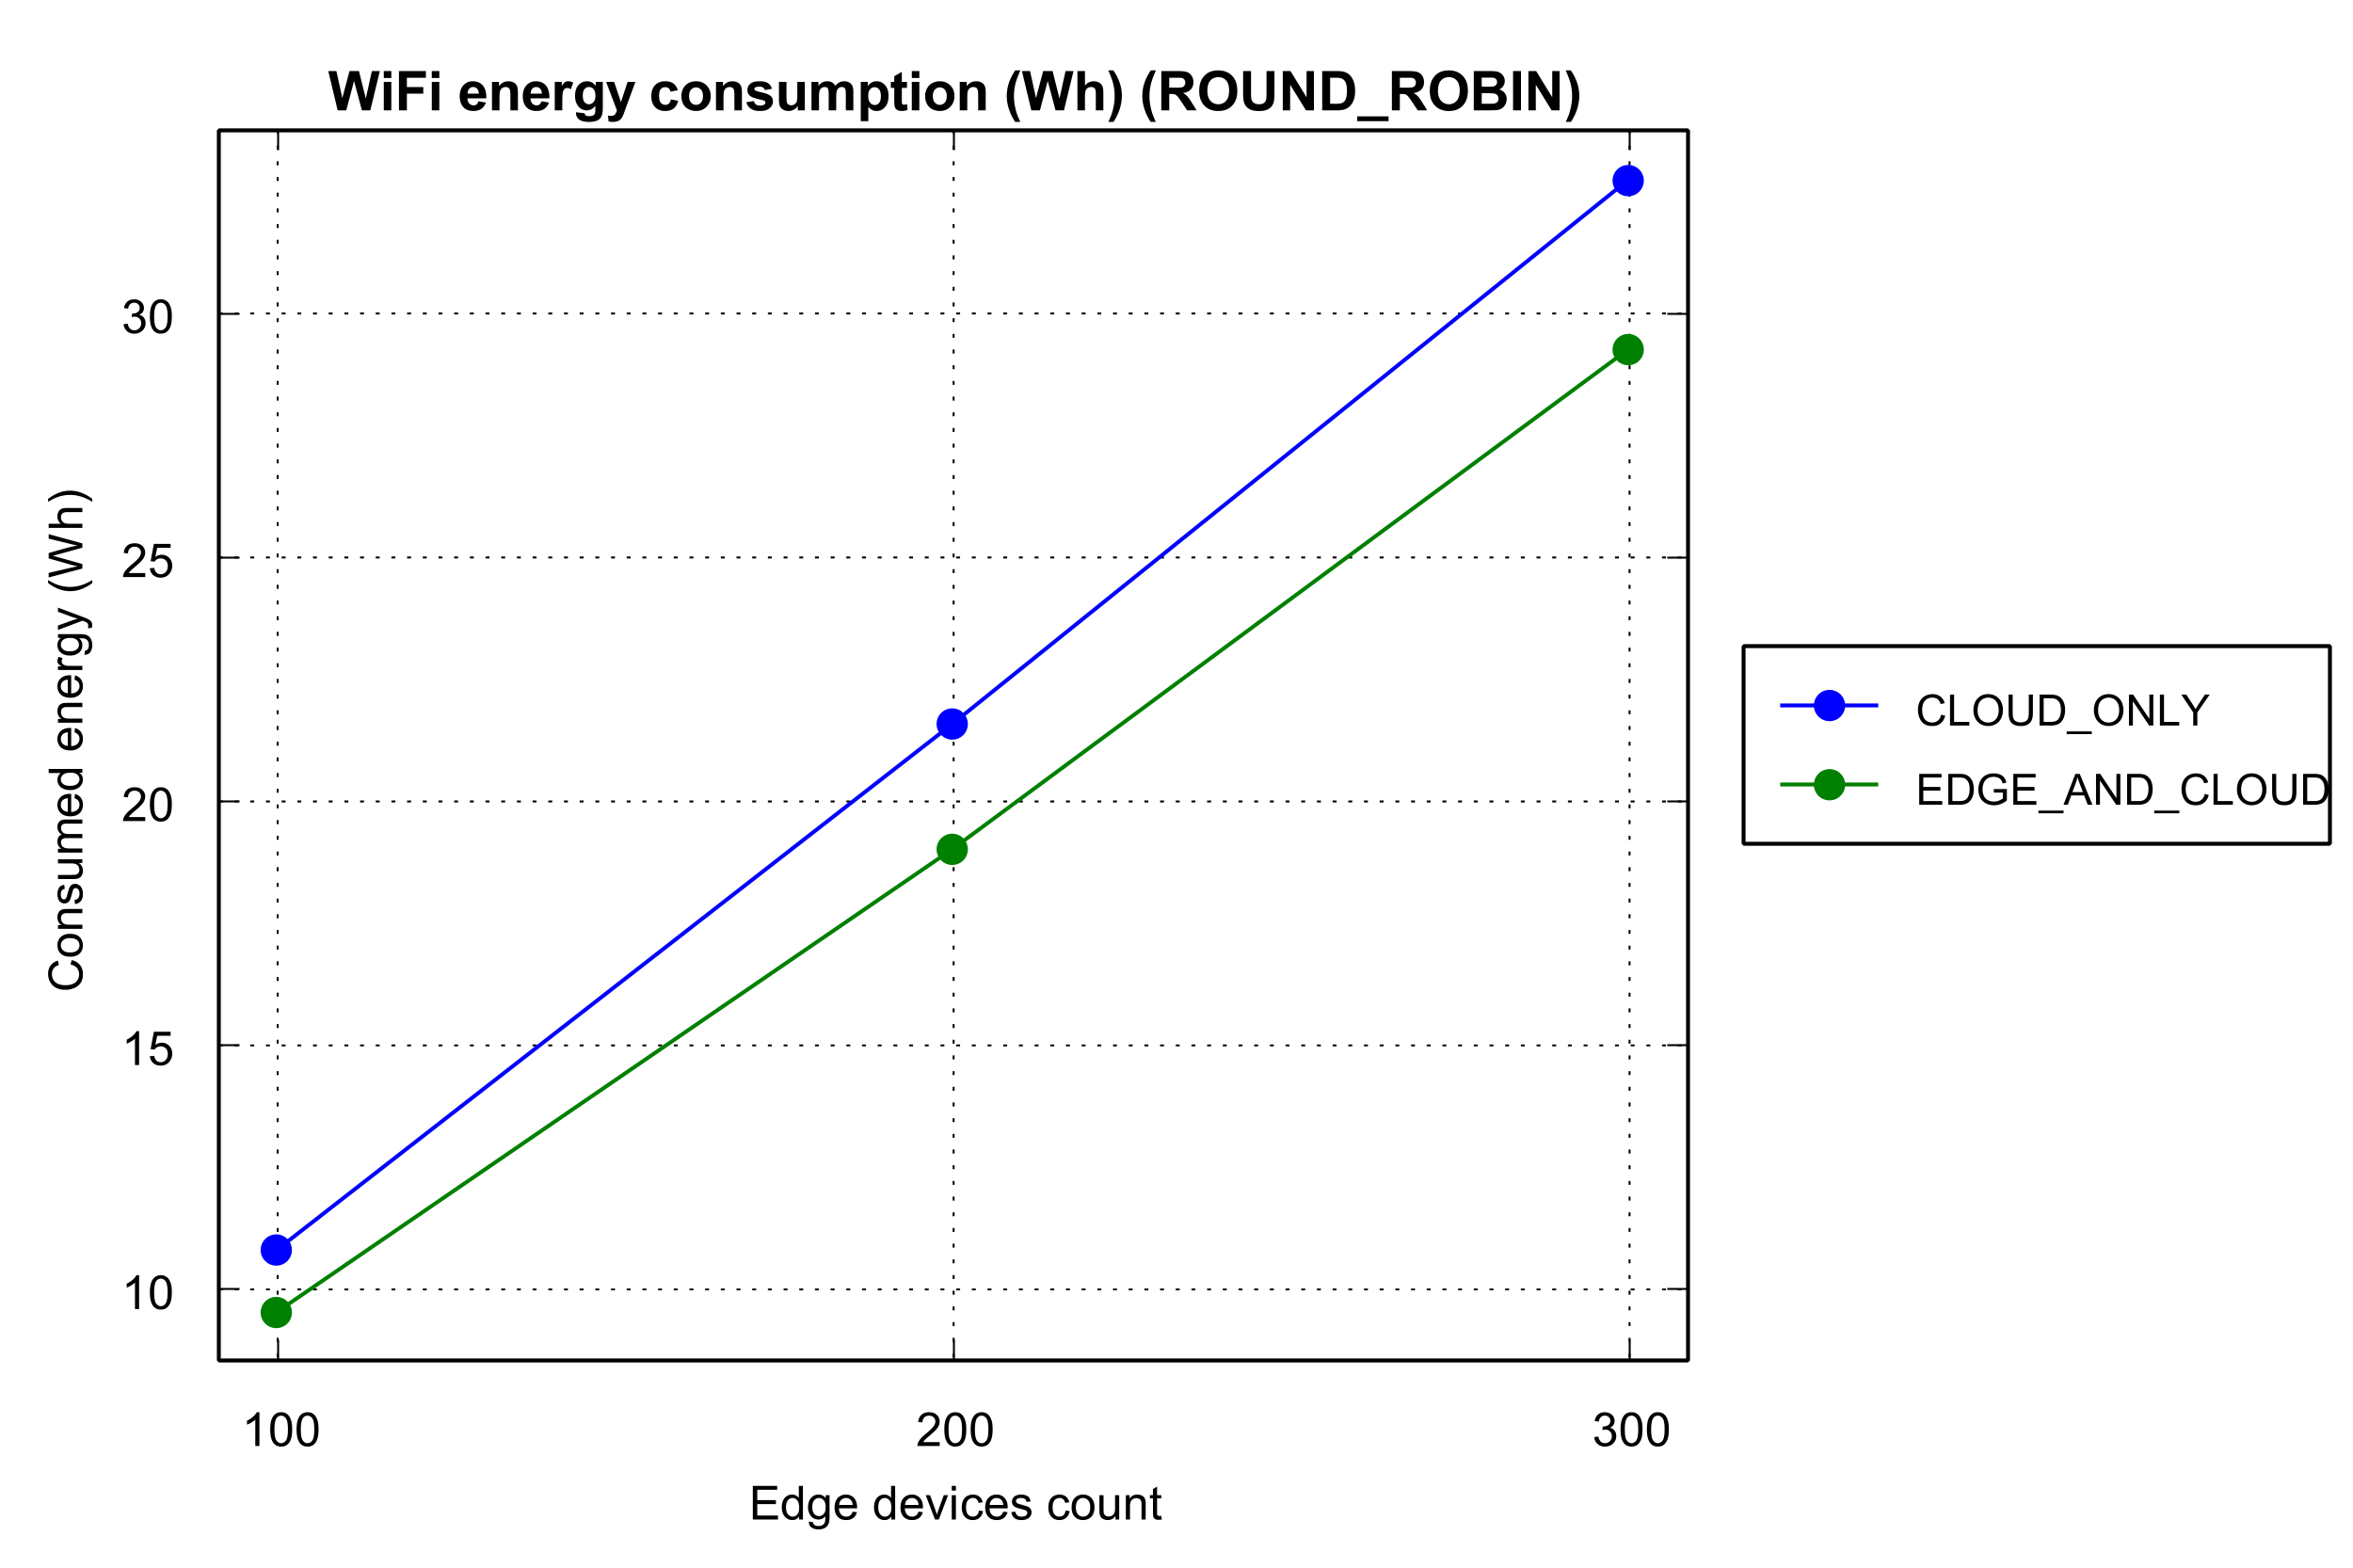 WiFi energy consumption (Wh) (ROUND_ROBIN)
Consumed energy (Wh)
30
25
20
15
10
100 200 300
Edge devices count
CLOUD_ONLY
EDGE_AND_CLOUD